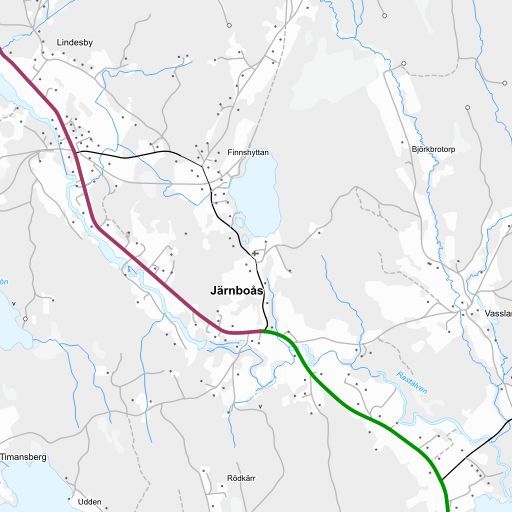 Lindesby
Finnshyttan
Björkbrotorp
Järnboås
Vasslan
Rastälven
Timansberg
Rödkärr
Udden